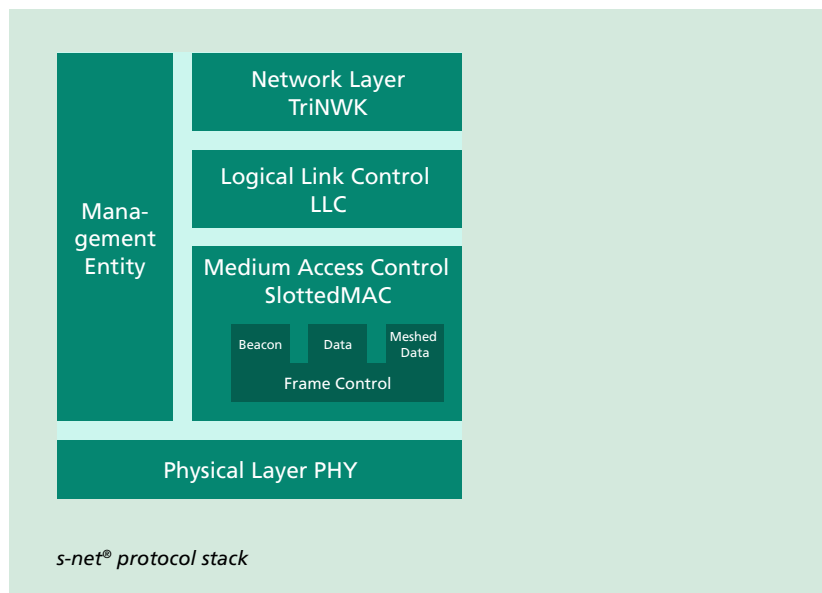 Network Layer
TriNWK
Logical Link Control
LLC
Mana-
gement
Entity
Medium Access Control
SlottedMAC
Beacon
Data
Meshed
Data
Frame Control
Physical Layer PHY
s-net® protocol stack